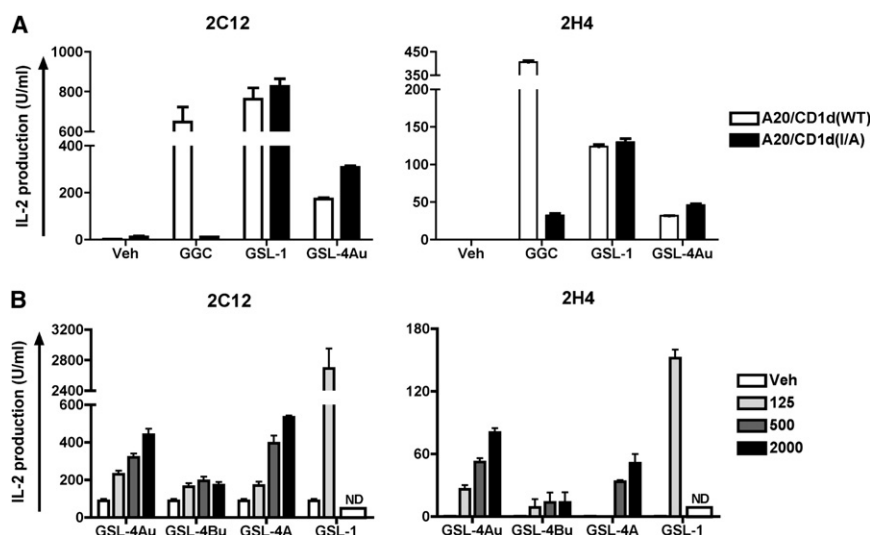 A
2C12
2H4
IL-2 production (U/ml)
1000
800
600
400
200
0
Veh GGC GSL-1 GSL-4Au
450
350
200
150
100
50
0
Veh GGC GSL-1 GSL-4Au
A20/CD1d(WT)
A20/CD1d(I/A)
B
2C12
2H4
IL-2 production (U/ml)
3200
2800
2400
600
400
200
0
ND
GSL-4Au GSL-4Bu GSL-4A GSL-1
180
120
60
0
ND
GSL-4Au GSL-4Bu GSL-4A GSL-1
Veh
125
500
2000